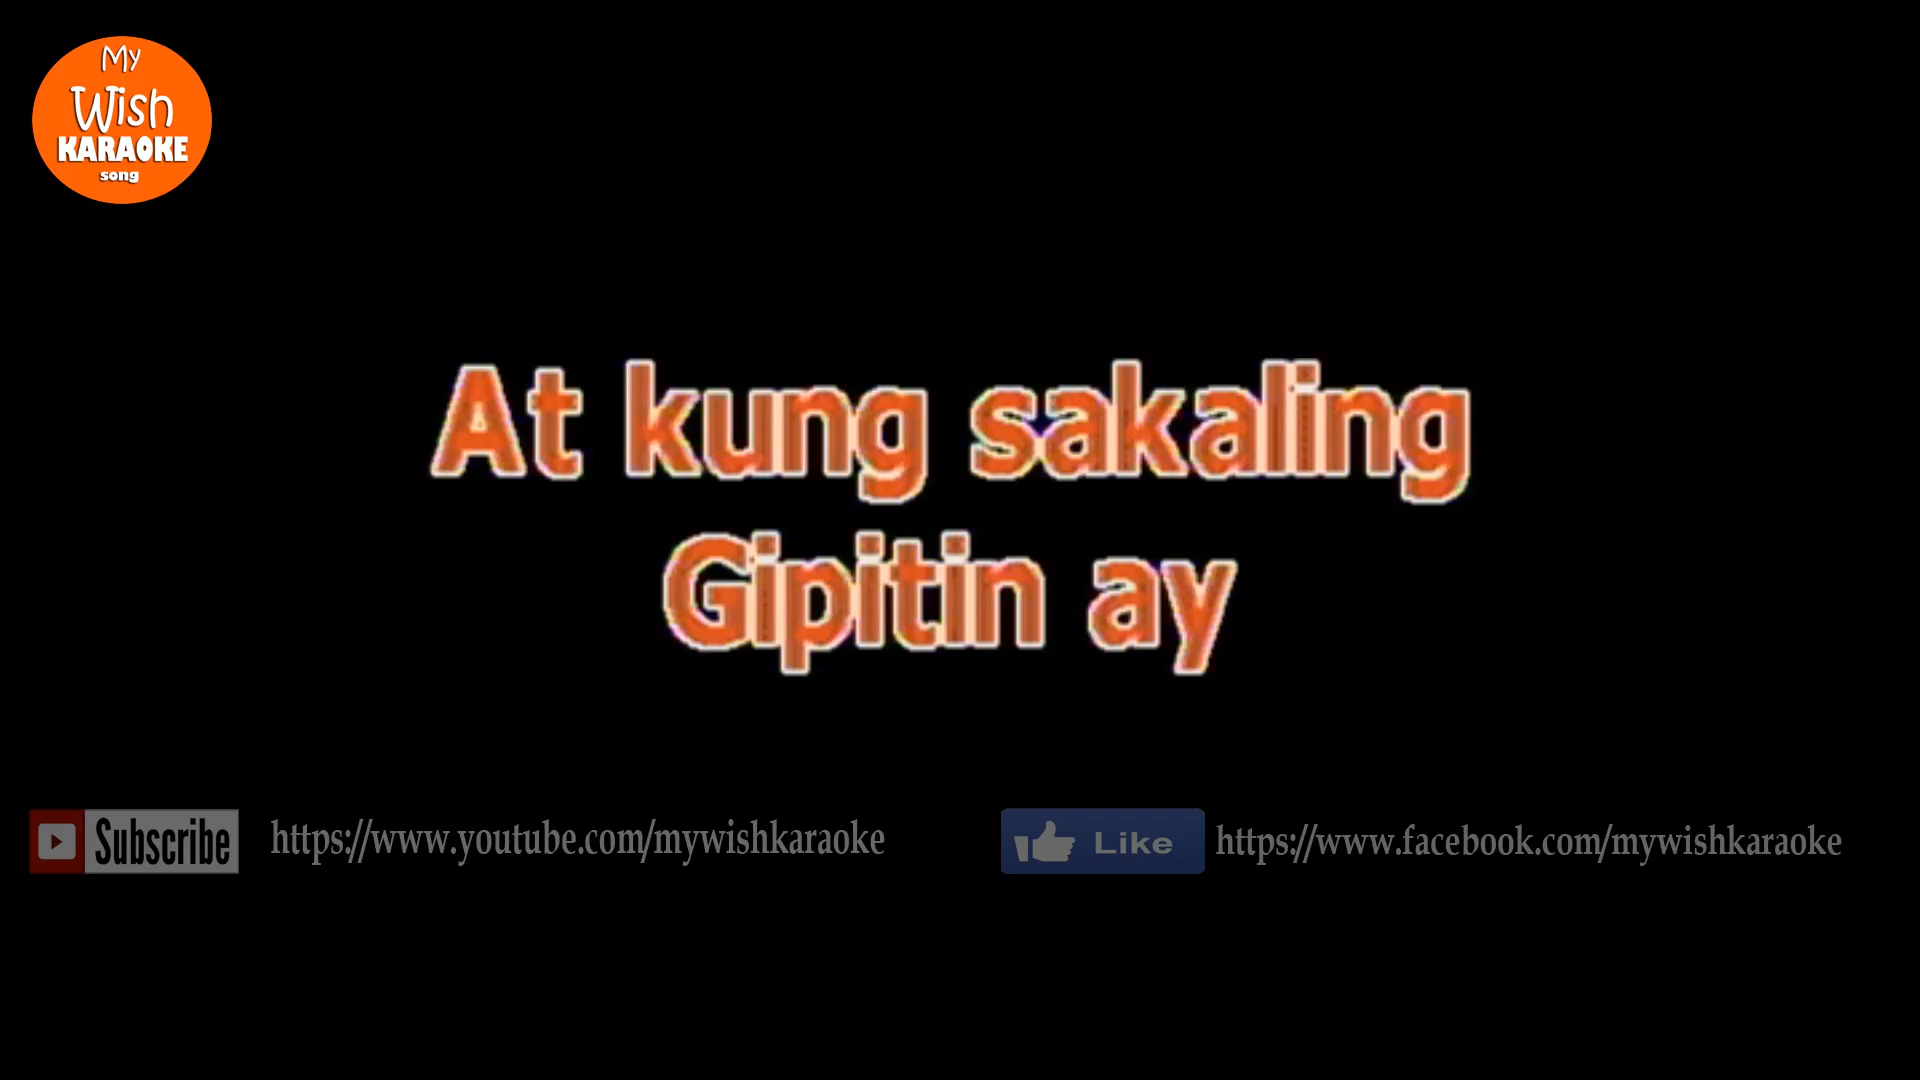 My
Wish
KARAOKE
song
At kung sakaling
Gipitin ay
Subscribe https://www.youtube.com/mywishkaraoke
Like https://www.facebook.com/mywishkaraoke